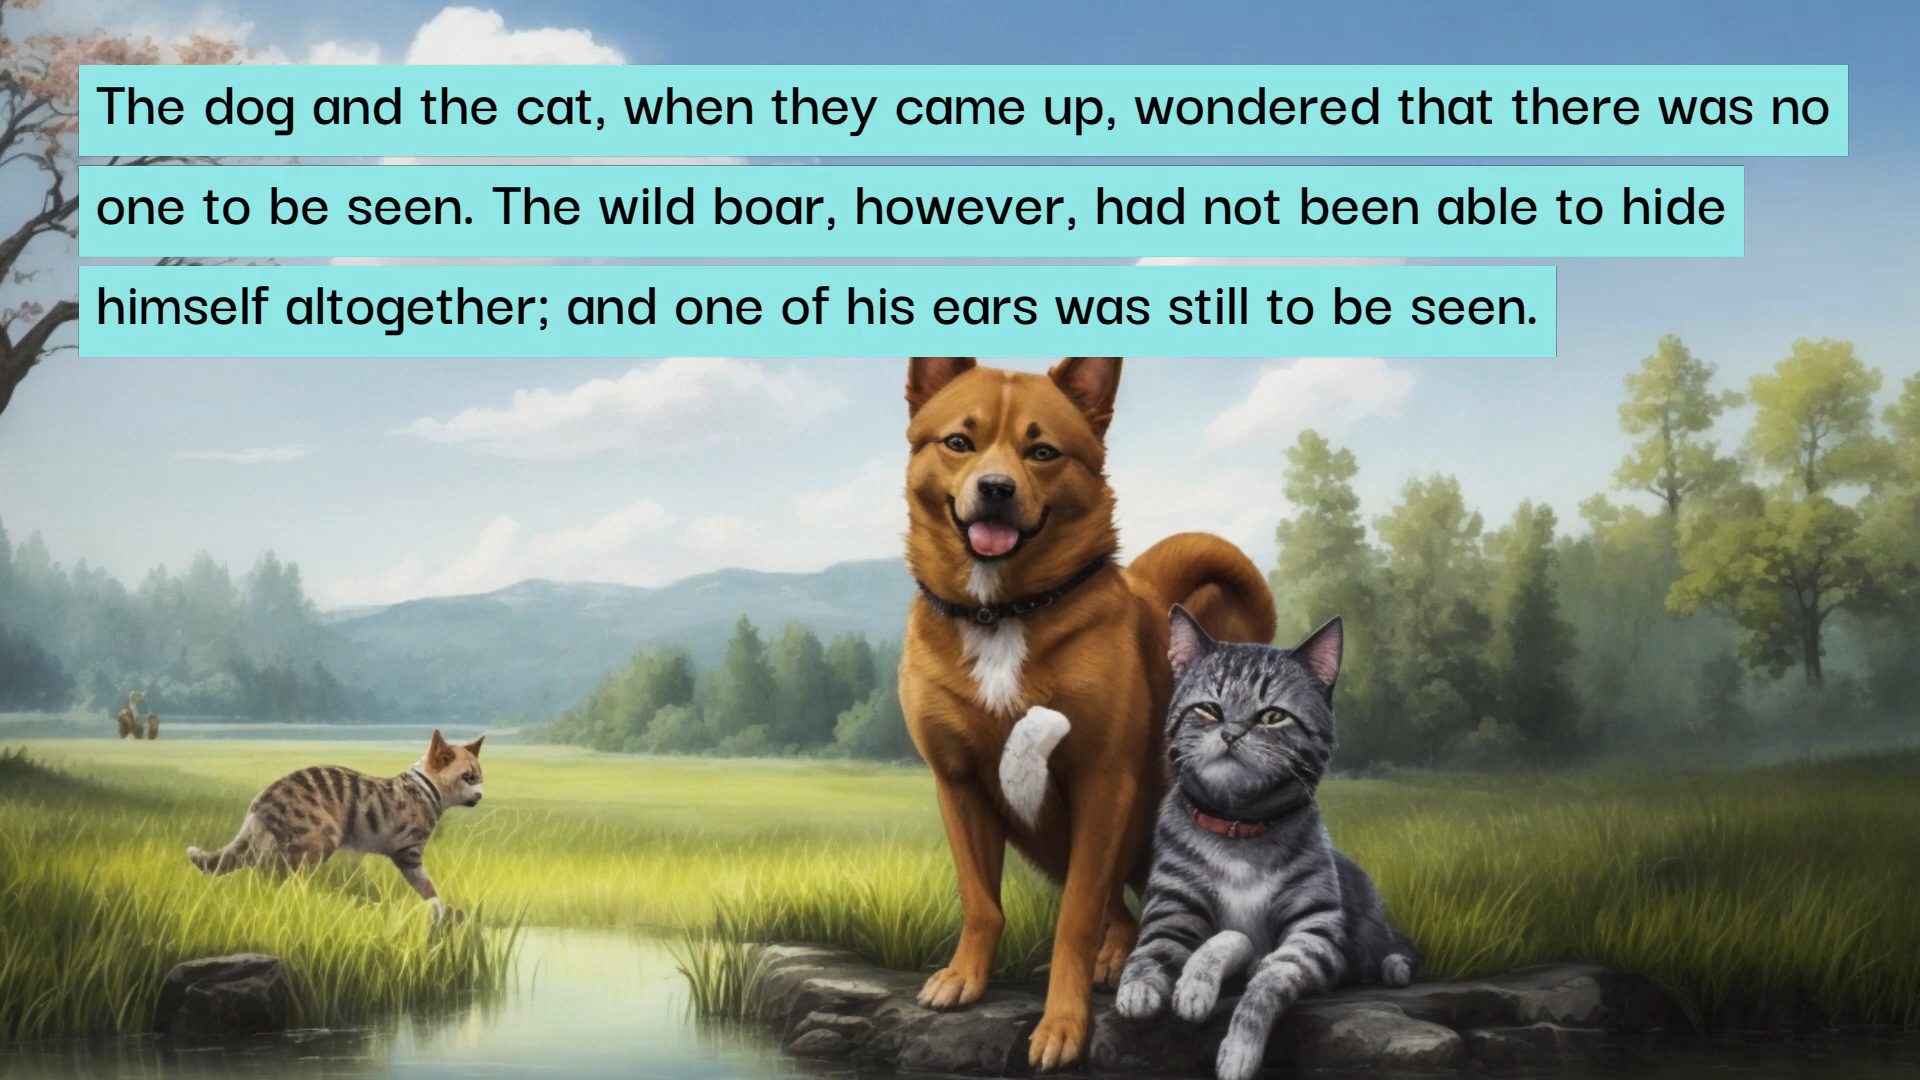 The dog and the cat, when they came up, wondered that there was no
one to be seen. The wild boar, however, had not been able to hide
himself altogether; and one of his ears was still to be seen.